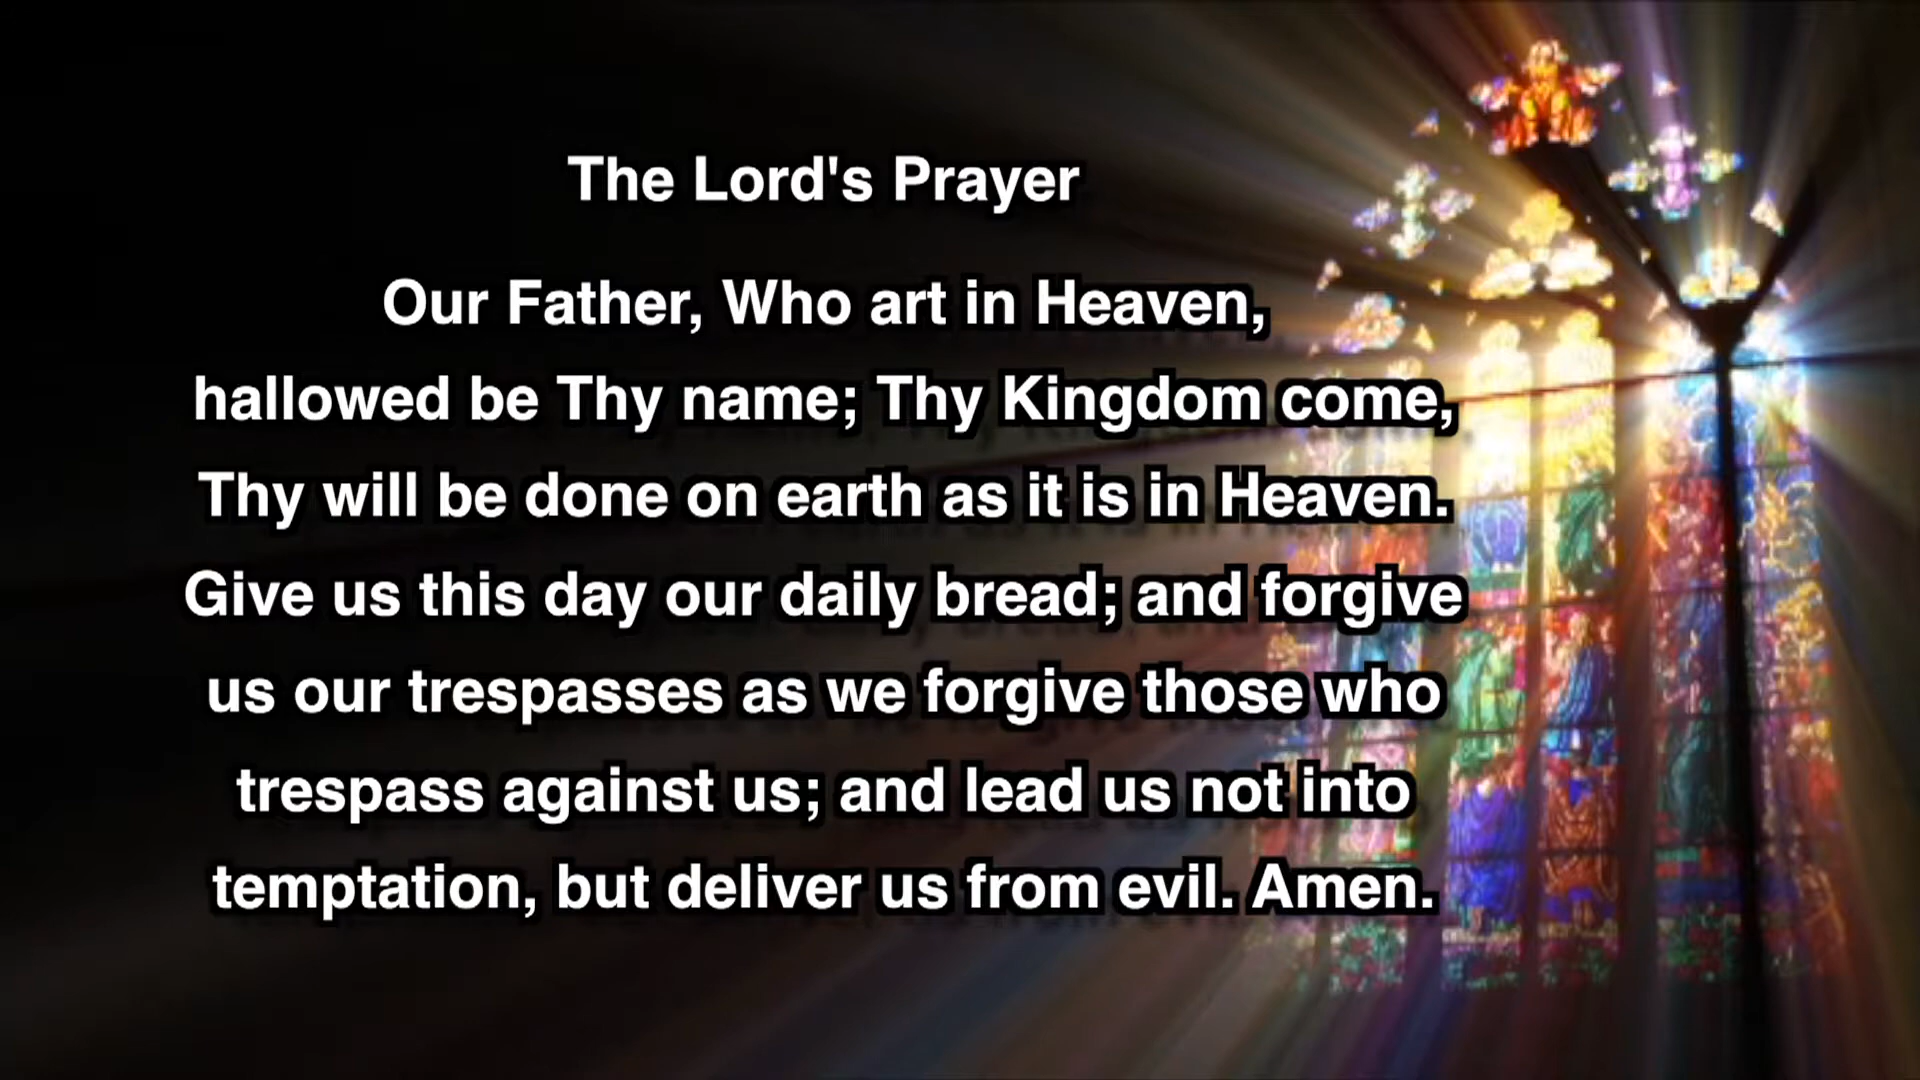 The Lord's Prayer
Our Father, Who art in Heaven,
hallowed be Thy name; Thy Kingdom come,
Thy will be done on earth as it is in Heaven.
Give us this day our daily bread; and forgive
us our trespasses as we forgive those who
trespass against us; and lead us not into
temptation, but deliver us from evil. Amen.